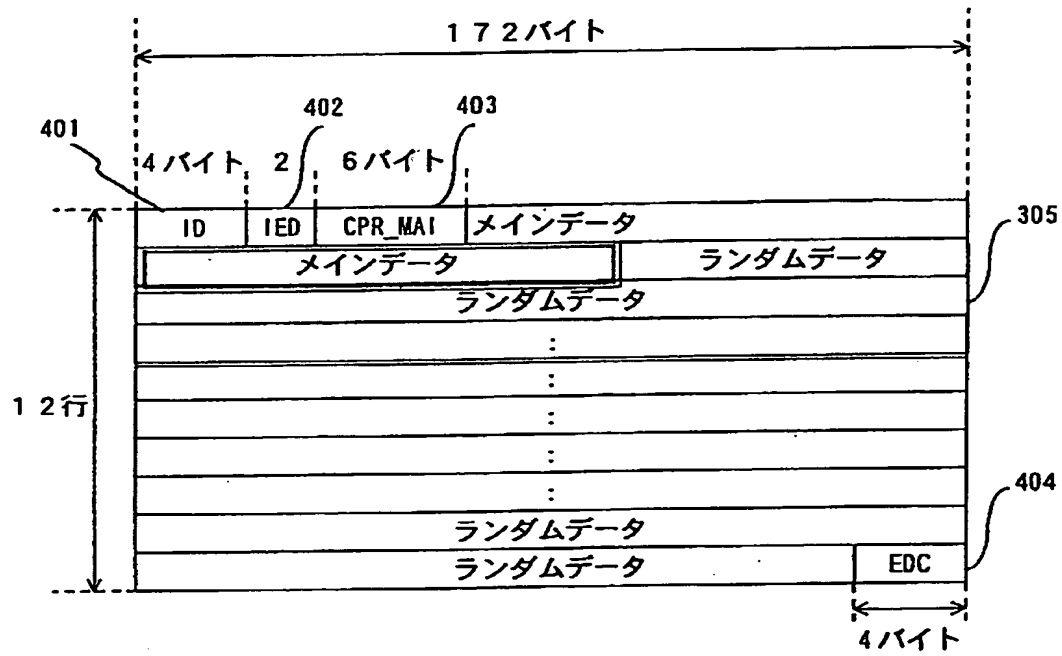 172バイト
401
402
403
4バイト 2 6バイト
ID IED CPR_MAI メインデータ
305
メインデータ ランダムデータ
ランダムデータ
:
:
12行
:
:
:
404
ランダムデータ
ランダムデータ EDC
4バイト